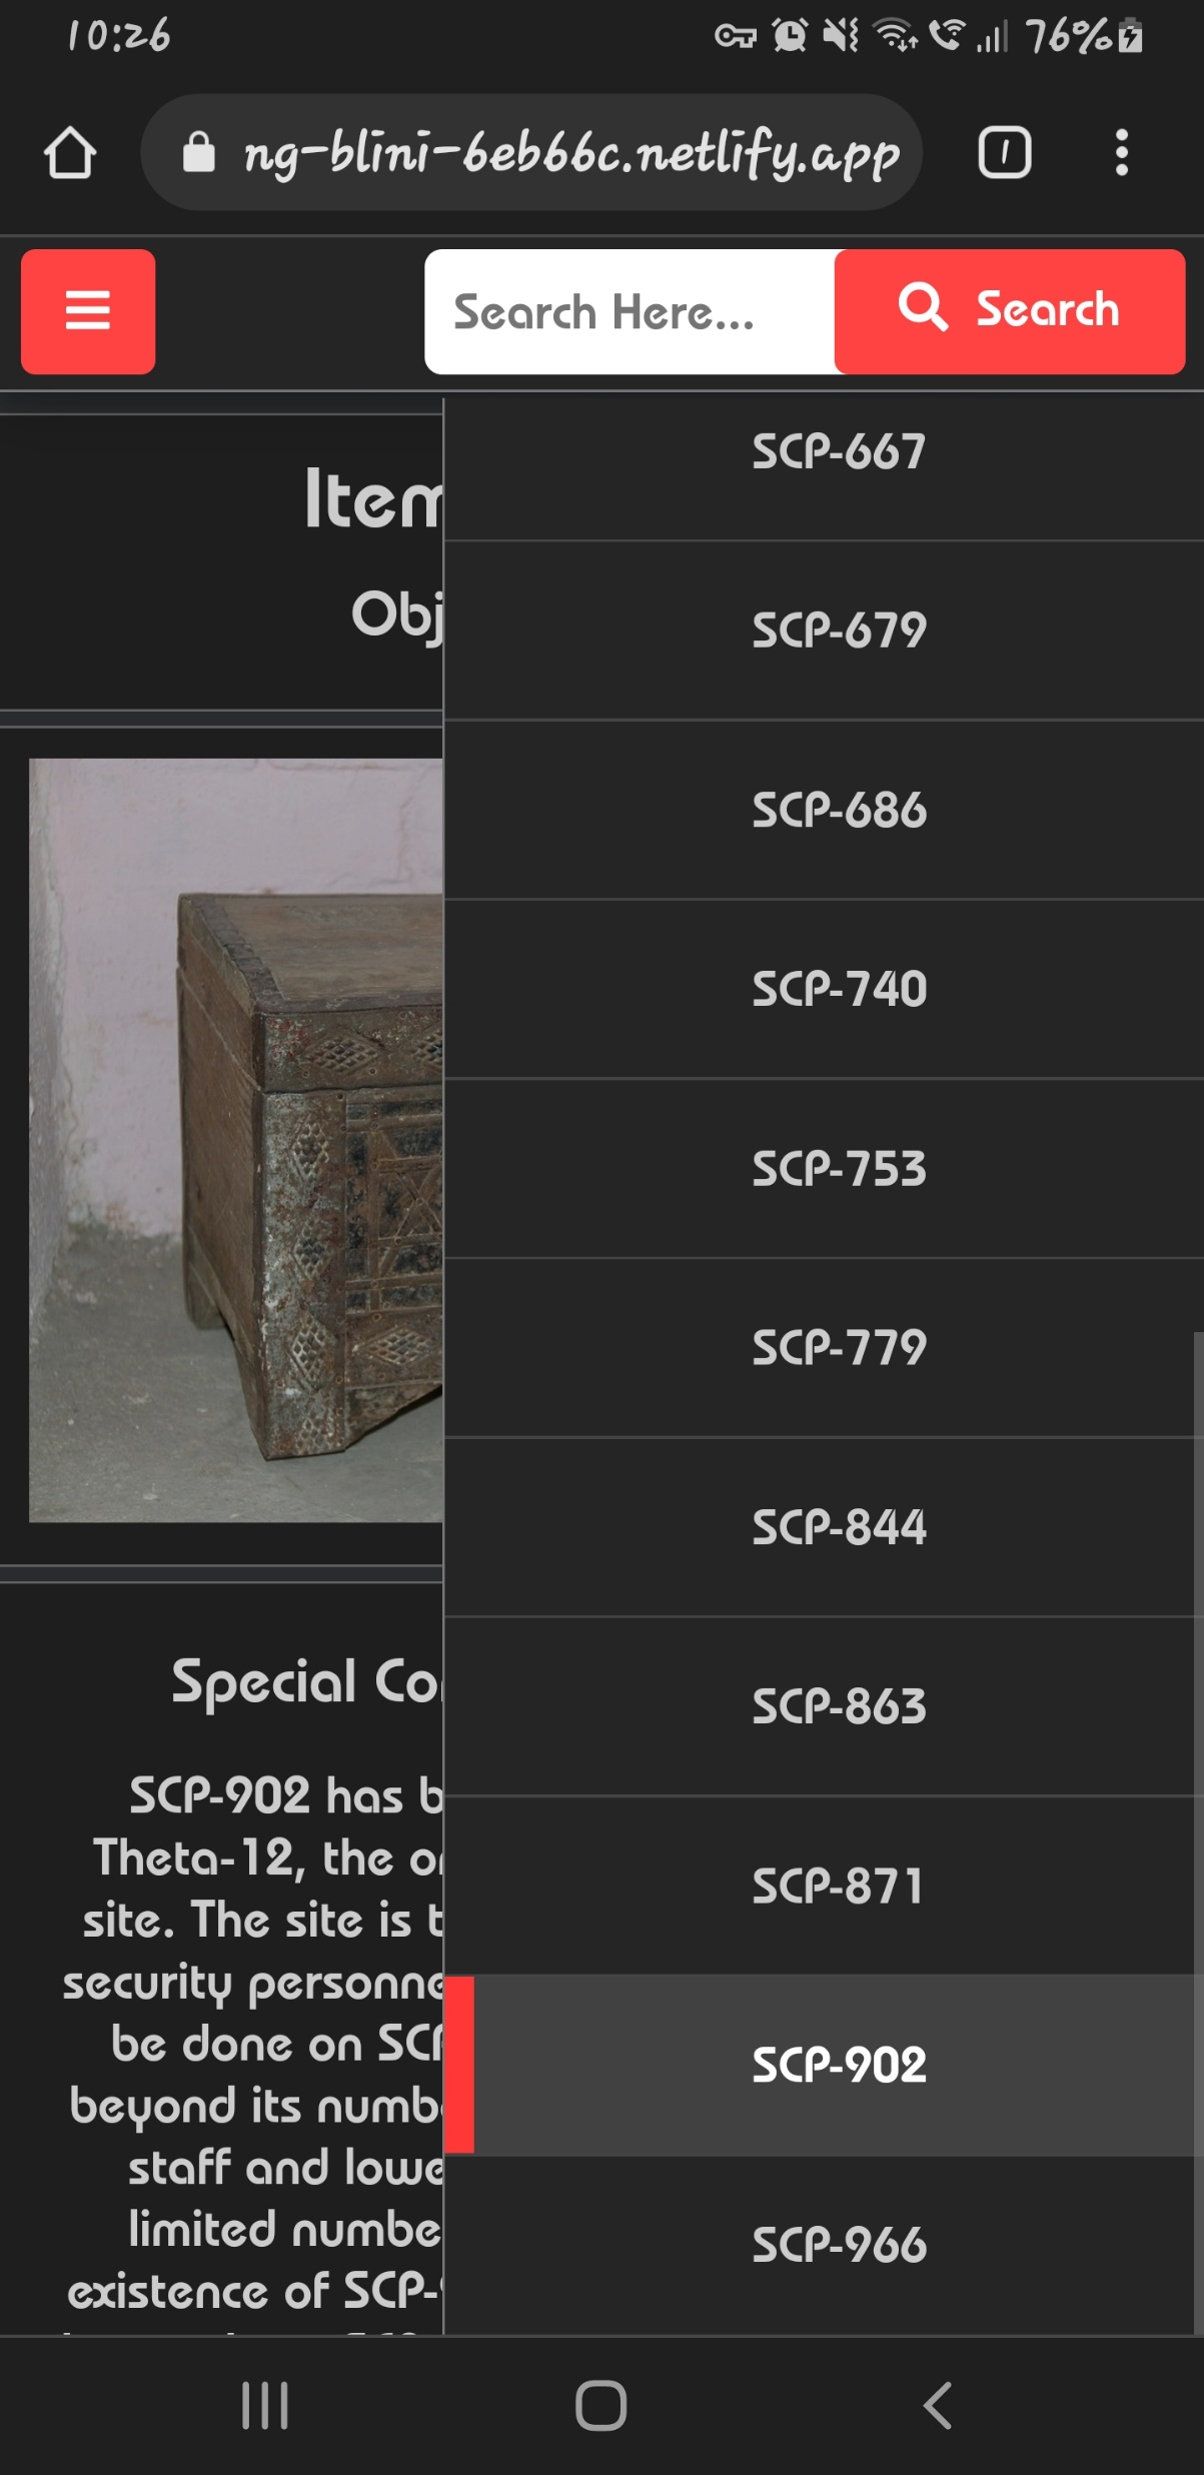 10:26
76%
ng-blini-6eb66c.netlify.app
1
Search Here...
Search
Item
Obj
Special Co
SCP-902 has b
Theta-12, the
site. The site is
security personne
be done on
beyond its numb
staff and lowe
limited numbe
existence of SCP-
SCP-667
SCP-679
SCP-686
SCP-740
SCP-753
SCP-779
SCP-844
SCP-863
SCP-871
SCP-902
SCP-966